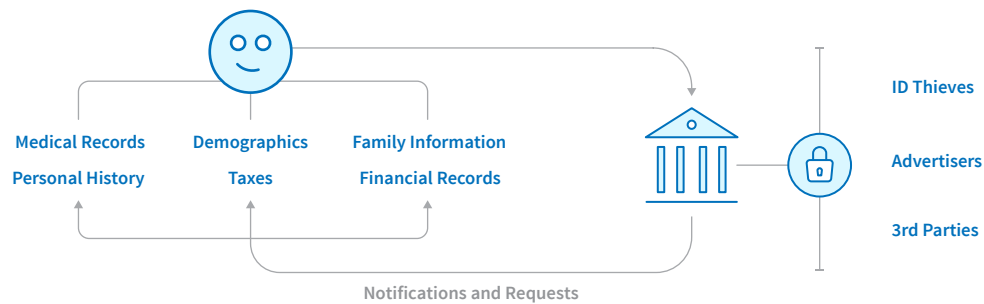 Medical Records
Demographics
Family Information
Personal History
Taxes
Financial Records
ID Thieves
Advertisers
3rd Parties
Notifications and Requests